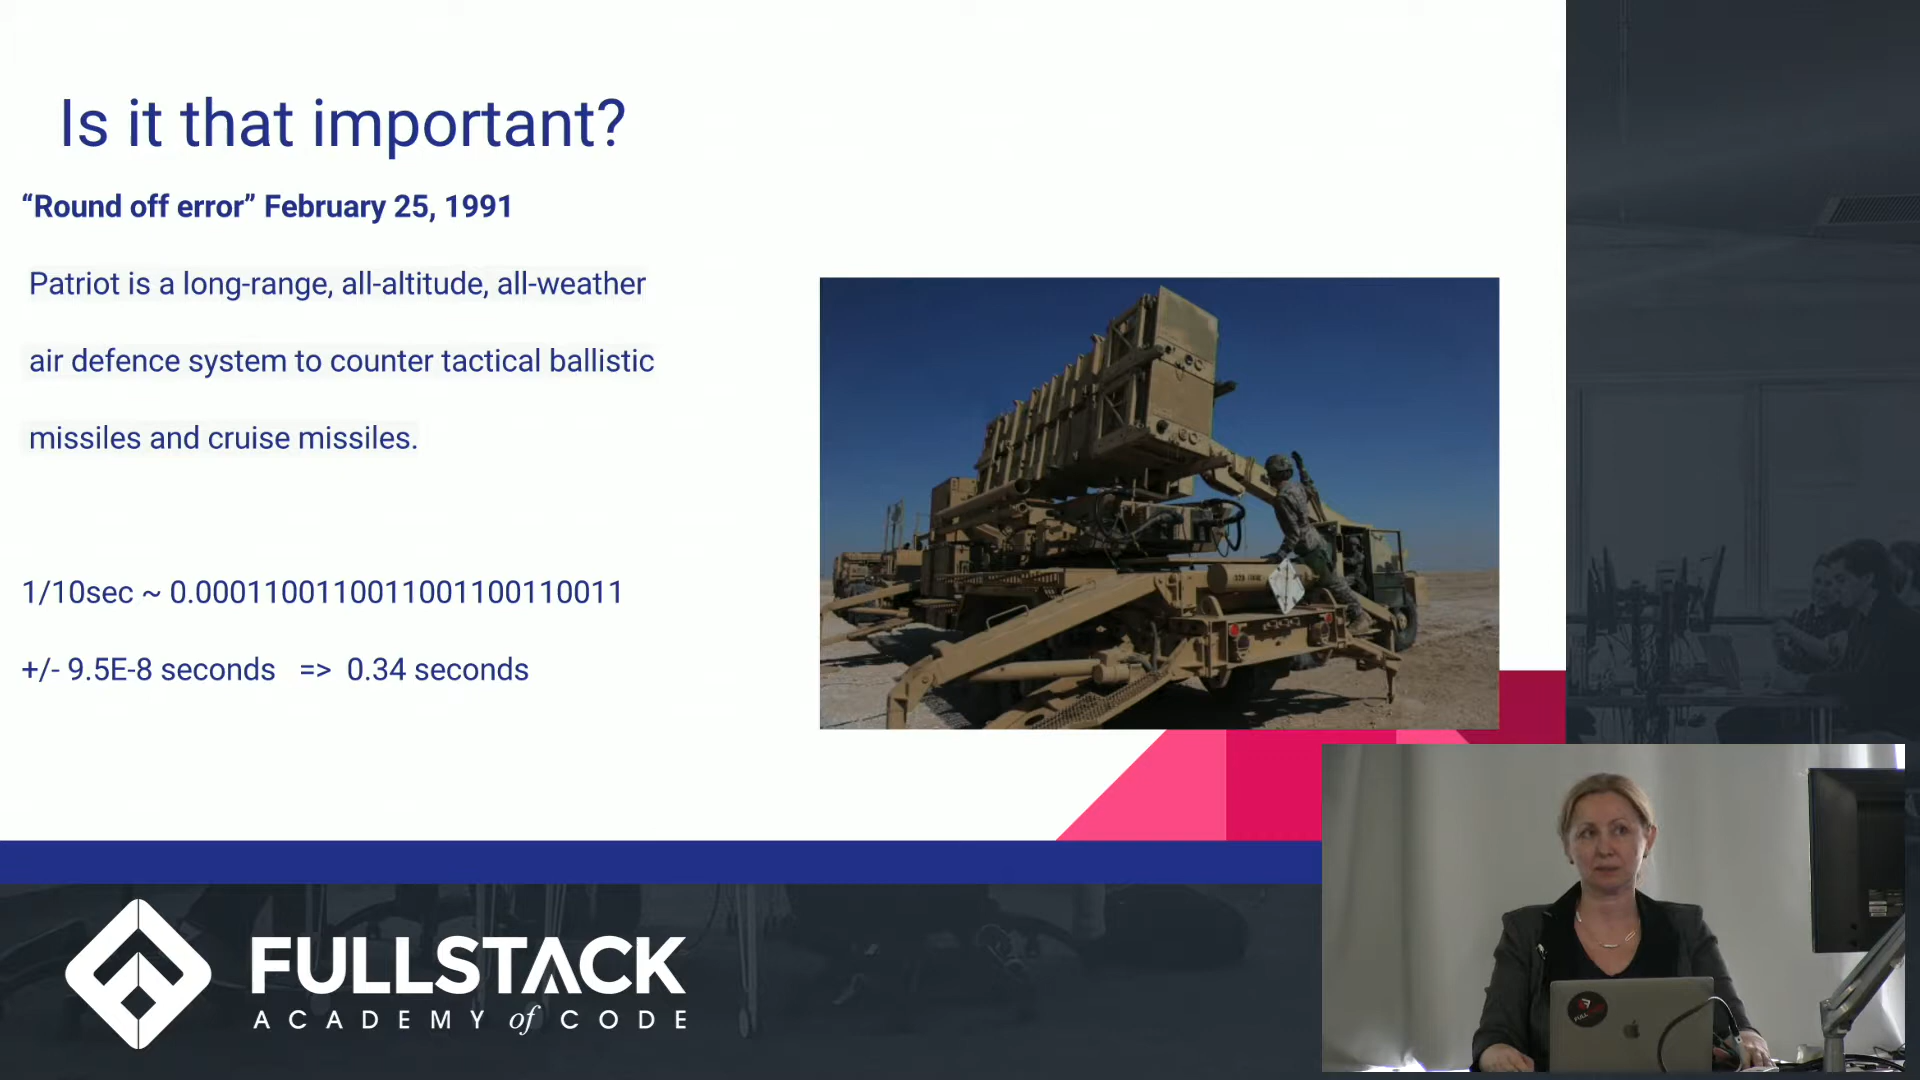 Is it that important?
“Round off error” February 25, 1991
Patriot is a long-range, all-altitude, all-weather
air defence system to counter tactical ballistic
missiles and cruise missiles.
1/10sec ~ 0.00011001100110011001100110011
+/- 9.5E-8 seconds => 0.34 seconds
FULLSTACK
ACADEMY of CODE